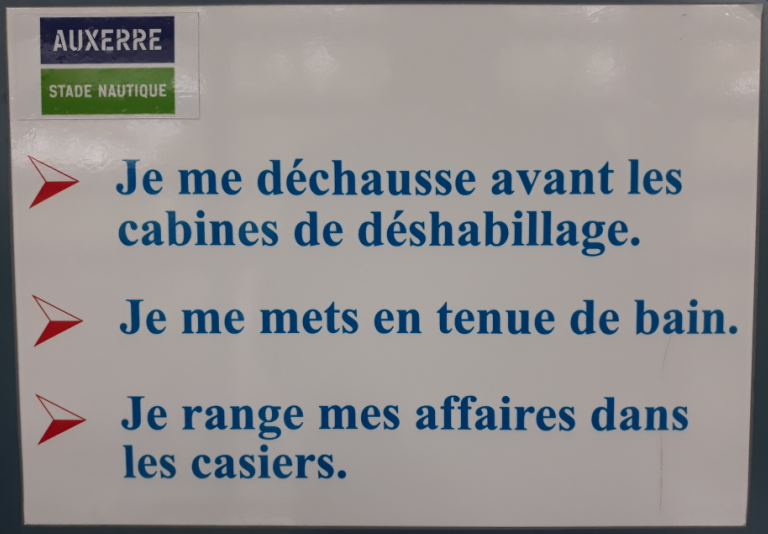 AUXERRE
STADE NAUTIQUE
Je me déchausse avant les
cabines de déshabillage.
Je me mets en tenue de bain.
Je range mes affaires dans
les casiers.